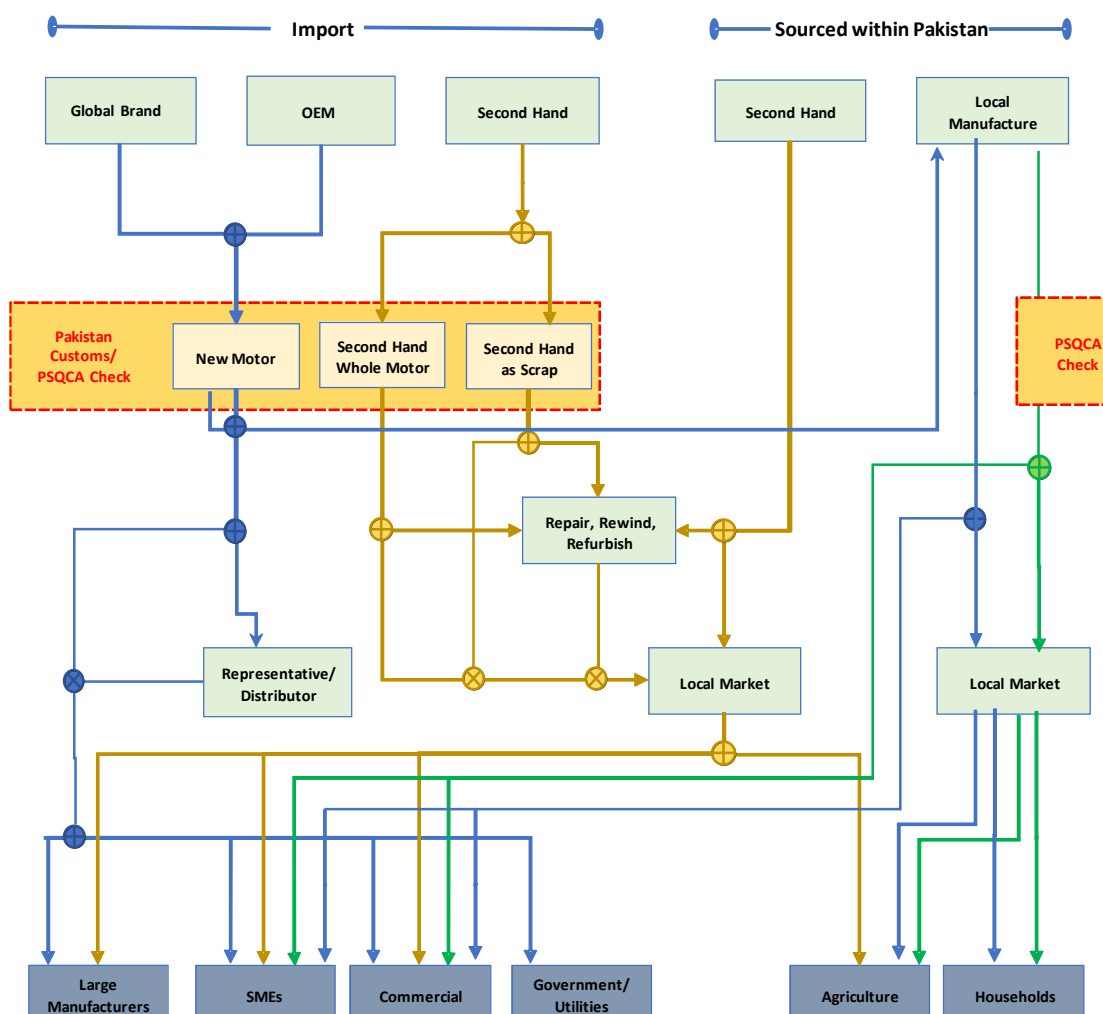 Import
Sourced within Pakistan
Global Brand
OEM
Second Hand
Second Hand
Local
Manufacture
Pakistan
Customs/
PSQCA Check
New Motor
Second Hand
Whole Motor
Second Hand
as Scrap
PSQCA
Check
Repair, Rewind,
Refurbish
Representative/
Distributor
Local Market
Local Market
Large
Manufacturers
SMEs
Commercial
Government/
Utilities
Agriculture
Households